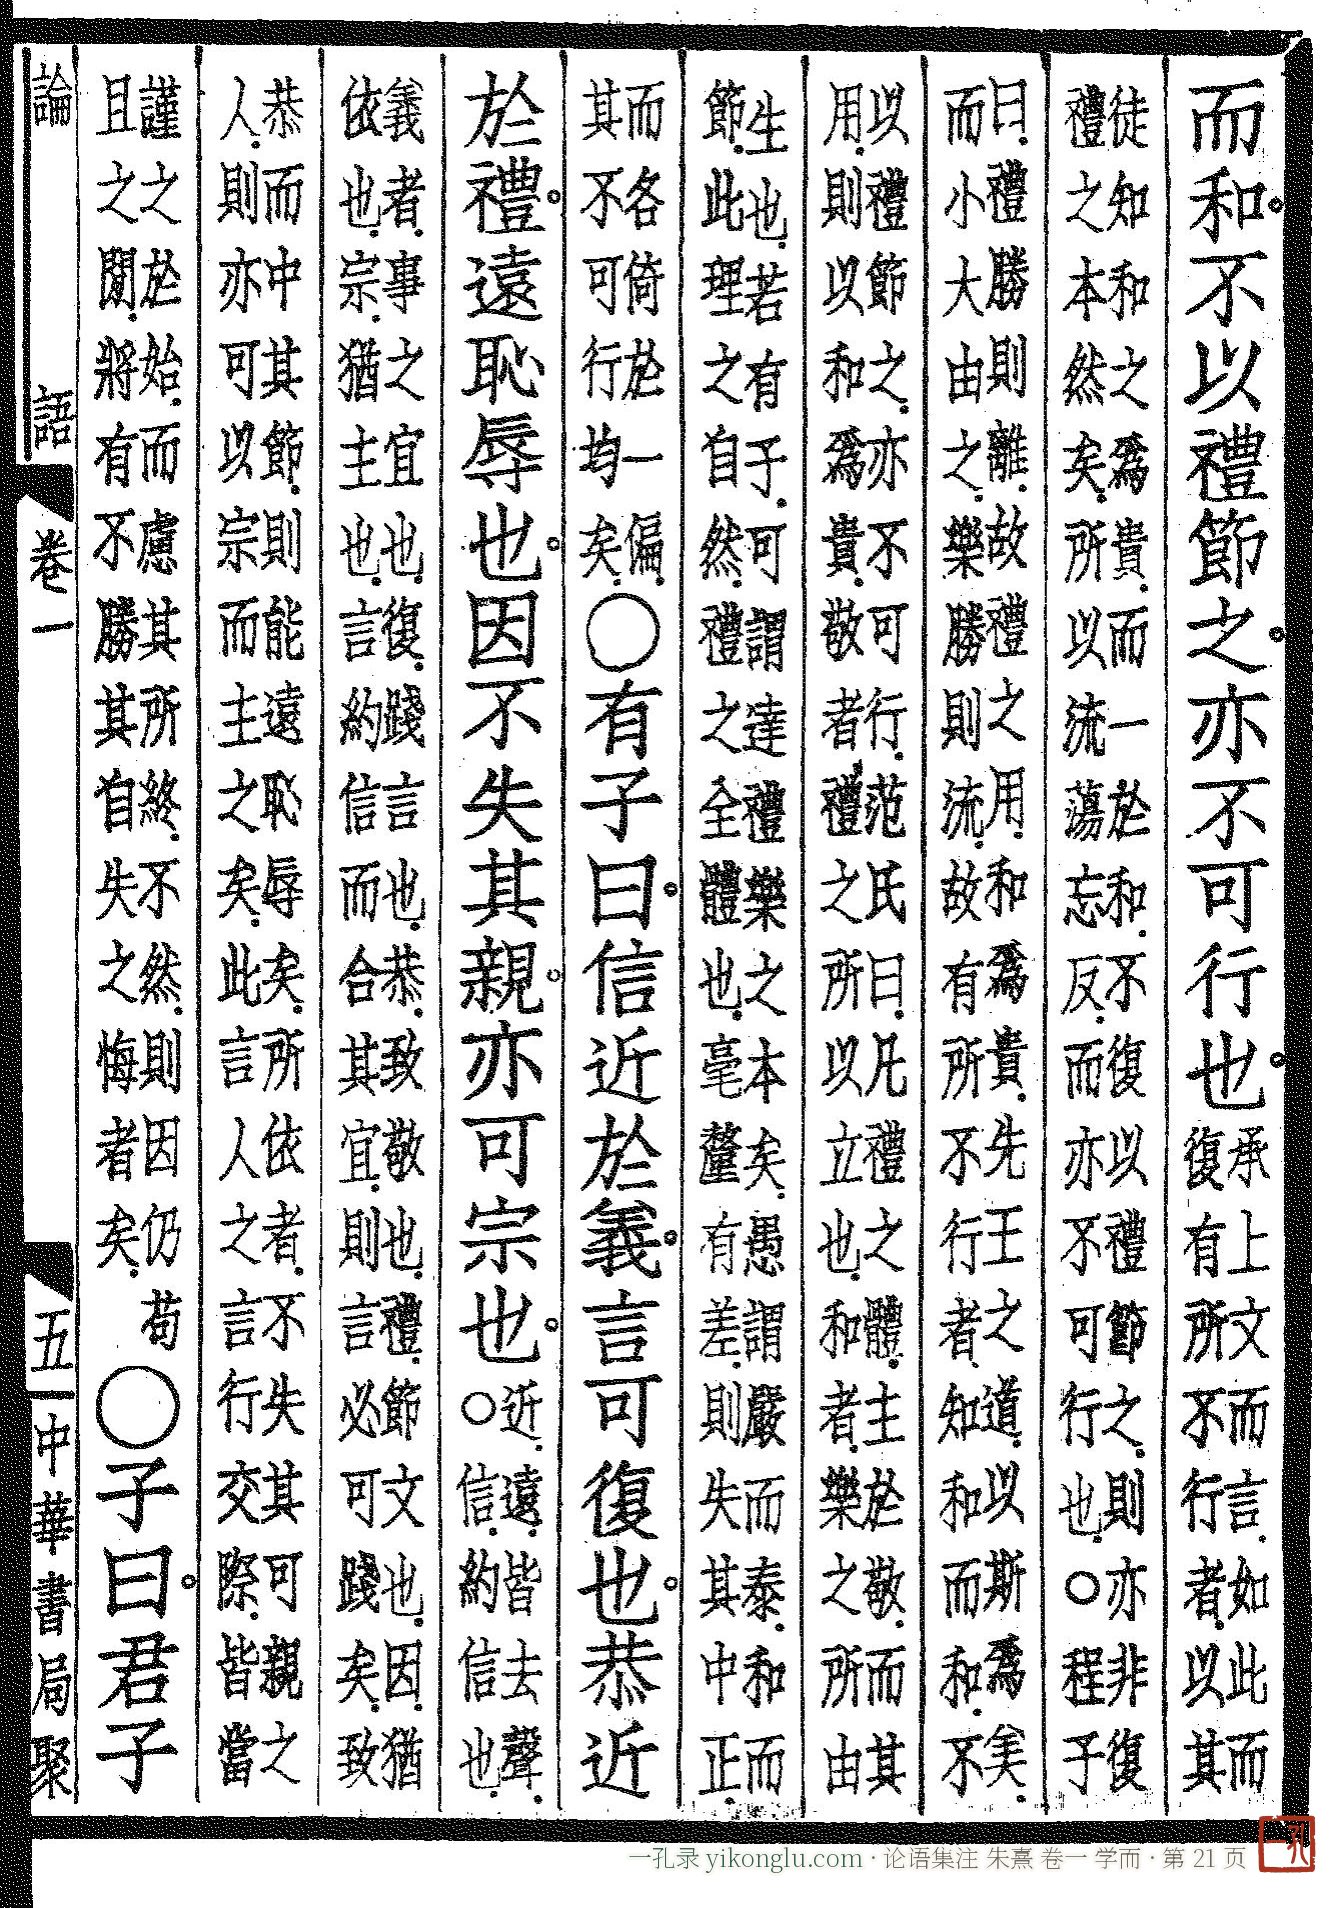 而和。不以禮節之。亦不可行也。
承上文而言.如此而
復有所不行者.以其
徒知和之爲貴.而一於和.不復以禮節之.則亦非復
禮之本然矣.所以流蕩忘反.而亦不可行也.○程子
曰.禮勝則離.故禮之用.和爲貴.先王之道.以斯爲美.
而小大由之.樂勝則流.故有所不行者.知和而和.不
以禮節之.亦不可行.范氏曰.凡禮之體.主於敬.而其
用.則以和爲貴.敬者.禮之所以立也.和者.樂之所由
生也.若有子.可謂達禮樂之本矣.愚謂嚴而泰.和而
節.此理之自然.禮之全體也.毫釐有差.則失其中正.
而各倚於一偏.
其不可行均矣.
○有子曰。信近於義。言可復也。恭近
於禮。遠恥辱也。因不失其親。亦可宗也。
近.遠.皆去聲.
○信.約信也.
義者.事之宜也.復.踐言也.恭.致敬也.禮.節文也.因.猶
依也.宗.猶主也.言約信而合其宜.則言必可踐矣.致
恭而中其節.則能遠恥辱矣.所依者.不失其可親之
人.則亦可以宗而主之矣.此言人之言行交際.皆當
謹之於始.而慮其所終.不然.則因仍苟
且之閒.將有不勝其自失之悔者矣.
○子曰。君子
論語
卷一
五
中華書局聚
一孔录 yikonglu.com · 论语集注 朱熹 卷一 学而 · 第 21 页
一孔